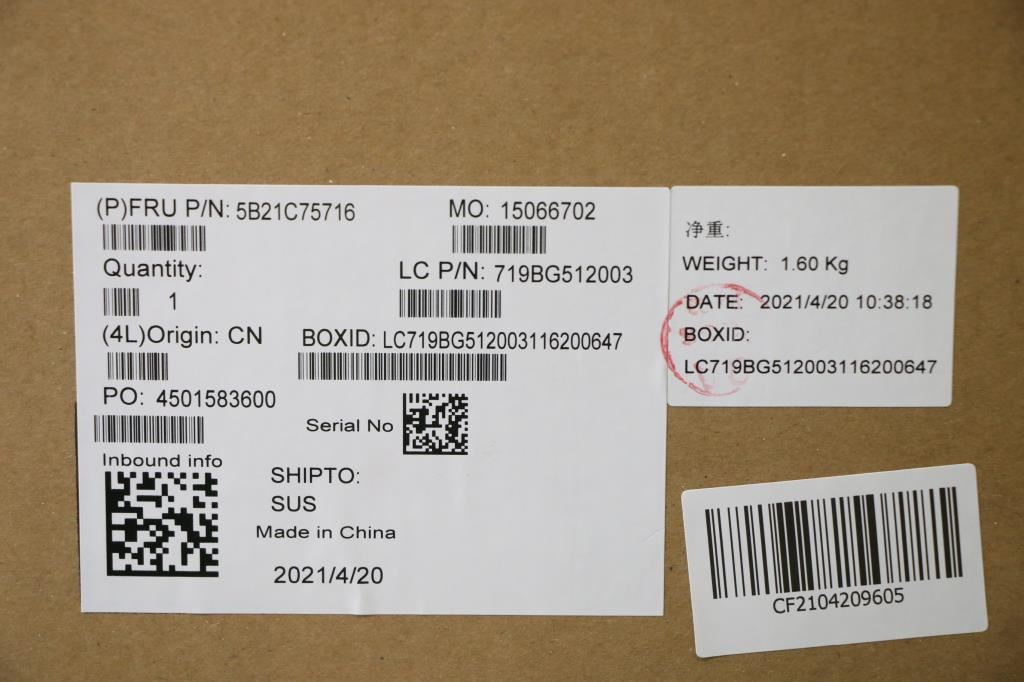 (P)FRU P/N: 5B21C75716
MO: 15066702
Quantity:
1
LC P/N: 719BG512003
(4L)Origin: CN
BOXID: LC719BG512003116200647
PO: 4501583600
Serial No
Inbound info
SHIPTO:
SUS
Made in China
2021/4/20
净重:
WEIGHT: 1.60 Kg
DATE: 2021/4/20 10:38:18
BOXID:
LC719BG512003116200647
CF2104209605